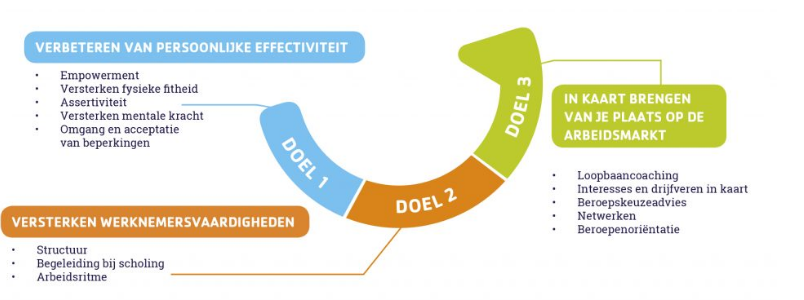 VERBETEREN VAN PERSOONLIJKE EFFECTIVITEIT
• Empowerment
• Versterken fysieke fitheid
• Assertiviteit
• Versterken mentale kracht
• Omgang en acceptatie
van beperkingen
DOEL 1
VERSTERKEN WERKNEMERSVAARDIGHEDEN
• Structuur
• Begeleiding bij scholing
• Arbeidsritme
DOEL 2
DOEL 3
IN KAART BRENGEN
VAN JE PLAATS OP DE
ARBEIDSMARKT
• Loopbaancoaching
• Interesses en drijfveren in kaart
• Beroepskeuzeadvies
• Netwerken
• Beroepenoriëntatie